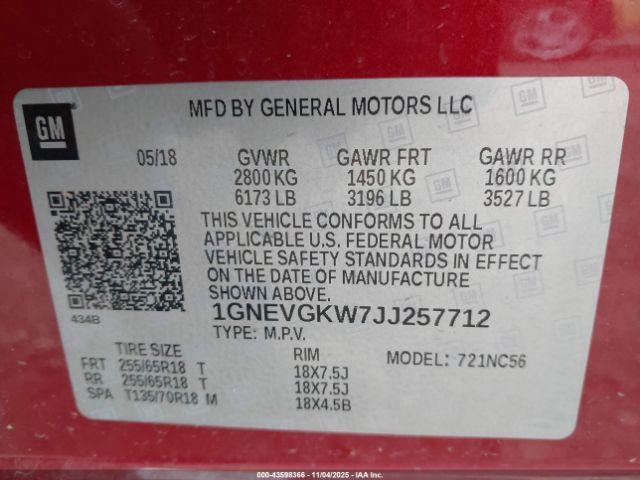 GM
MFD BY GENERAL MOTORS LLC
05/18 GVWR GAWR FRT GAWR RR
2800 KG 1450 KG 1600 KG
6173 LB 3196 LB 3527 LB
THIS VEHICLE CONFORMS TO ALL
APPLICABLE U.S. FEDERAL MOTOR
VEHICLE SAFETY STANDARDS IN EFFECT
ON THE DATE OF MANUFACTURE
SHOWN ABOVE.
434B
1GNEVGKW7JJ257712
TYPE: M.P.V.
TIRE SIZE RIM MODEL: 721NC56
FRT 255/65R18 T 18X7.5J
RR 255/65R18 T 18X7.5J
SPA T135/70R18 M 18X4.5B
000-43598366 - 11/04/2025 - IAA Inc.